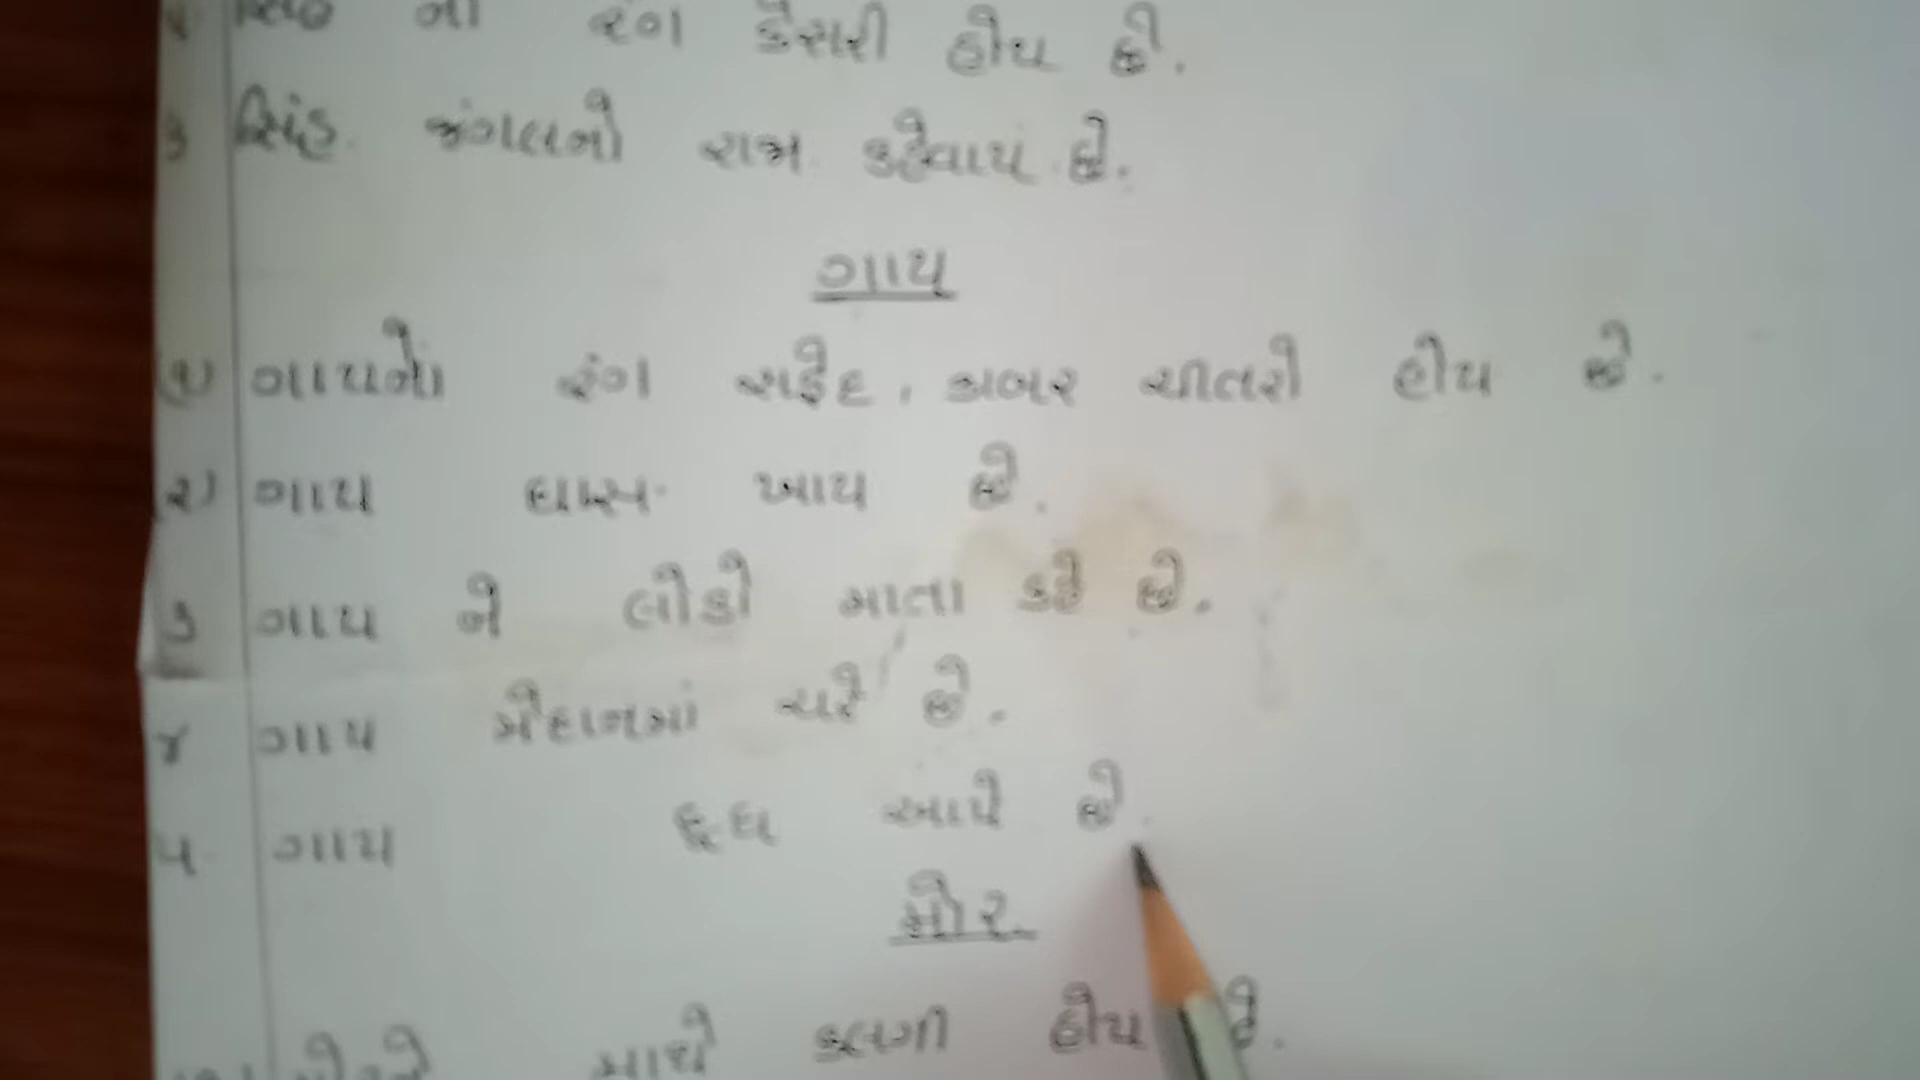 સિંહ નો રંગ કેસરી હોય છે.
૩ સિંહ જંગલનો રાજા કહેવાય છે.
ગાય
(૧) ગાયનો રંગ સફેદ, કાબર ચીતરો હોય છે.
(૨) ગાય ઘાસ ખાય છે.
૩ ગાય ને લોકો માતા કહે છે.
૪ ગાય મેદાનમાં ચરે છે.
૫ ગાય દૂધ આપે છે.
મોર
માથે કલગી હોય છે.